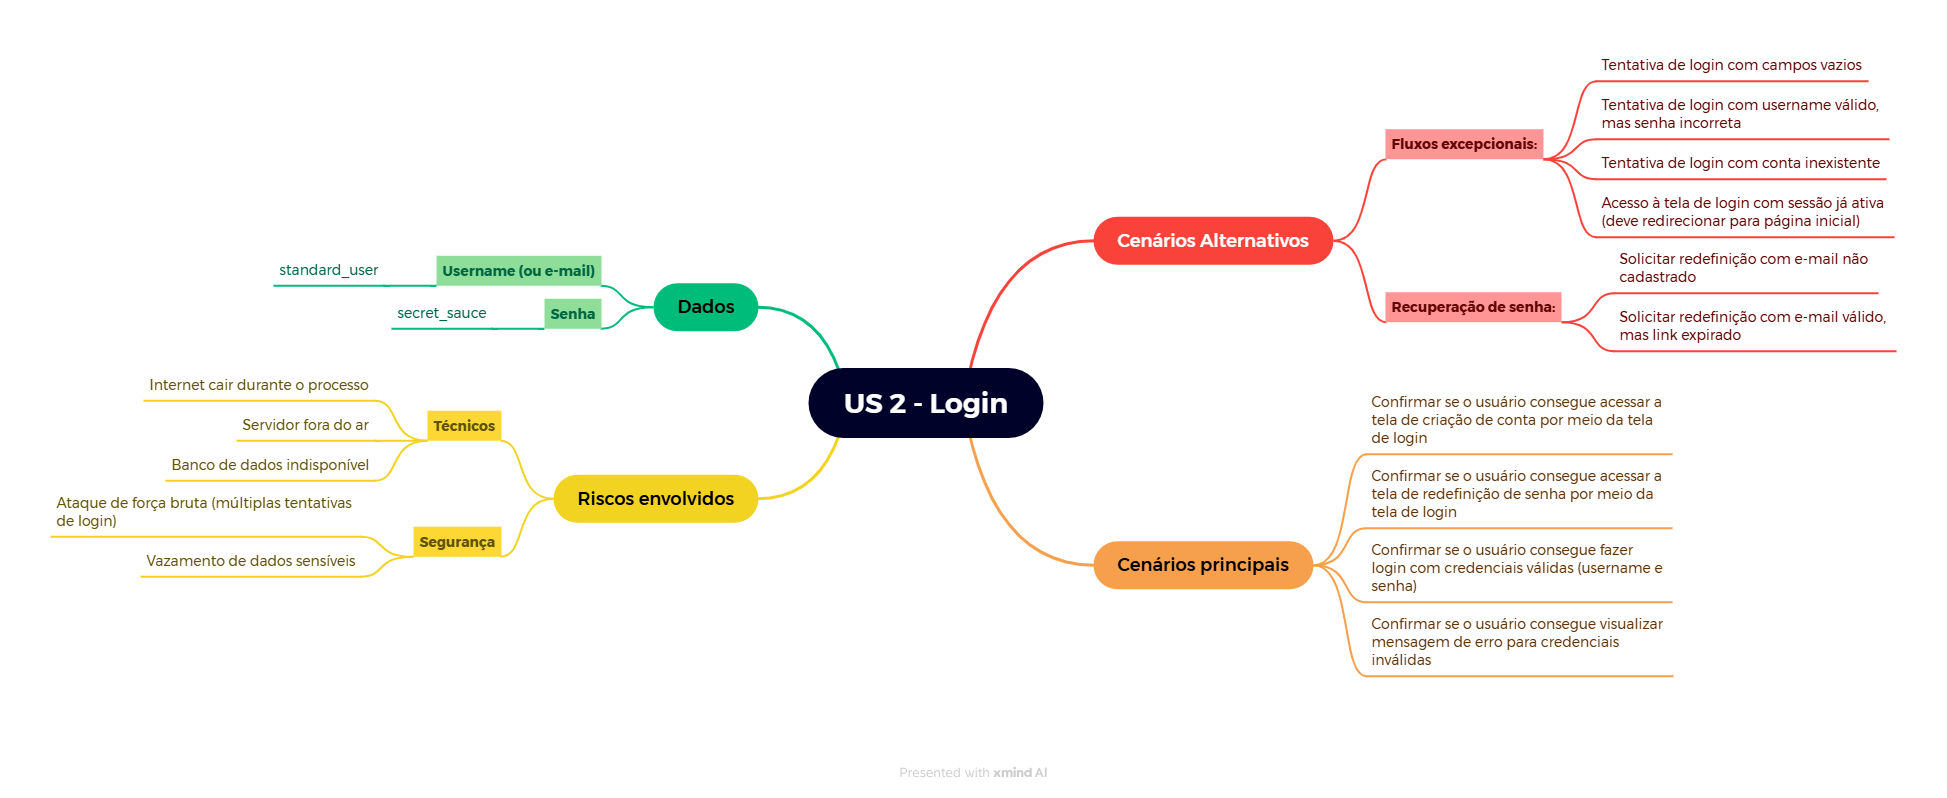 US 2 - Login
Cenários Alternativos
Fluxos excepcionais:
Tentativa de login com campos vazios
Tentativa de login com username válido,
mas senha incorreta
Tentativa de login com conta inexistente
Acesso à tela de login com sessão já ativa
(deve redirecionar para página inicial)
Recuperação de senha:
Solicitar redefinição com e-mail não
cadastrado
Solicitar redefinição com e-mail válido,
mas link expirado
Cenários principais
Confirmar se o usuário consegue acessar a
tela de criação de conta por meio da tela
de login
Confirmar se o usuário consegue acessar a
tela de redefinição de senha por meio da
tela de login
Confirmar se o usuário consegue fazer
login com credenciais válidas (username e
senha)
Confirmar se o usuário consegue visualizar
mensagem de erro para credenciais
inválidas
Dados
Username (ou e-mail)
standard_user
Senha
secret_sauce
Riscos envolvidos
Técnicos
Internet cair durante o processo
Servidor fora do ar
Banco de dados indisponível
Segurança
Ataque de força bruta (múltiplas tentativas
de login)
Vazamento de dados sensíveis
Presented with xmind AI